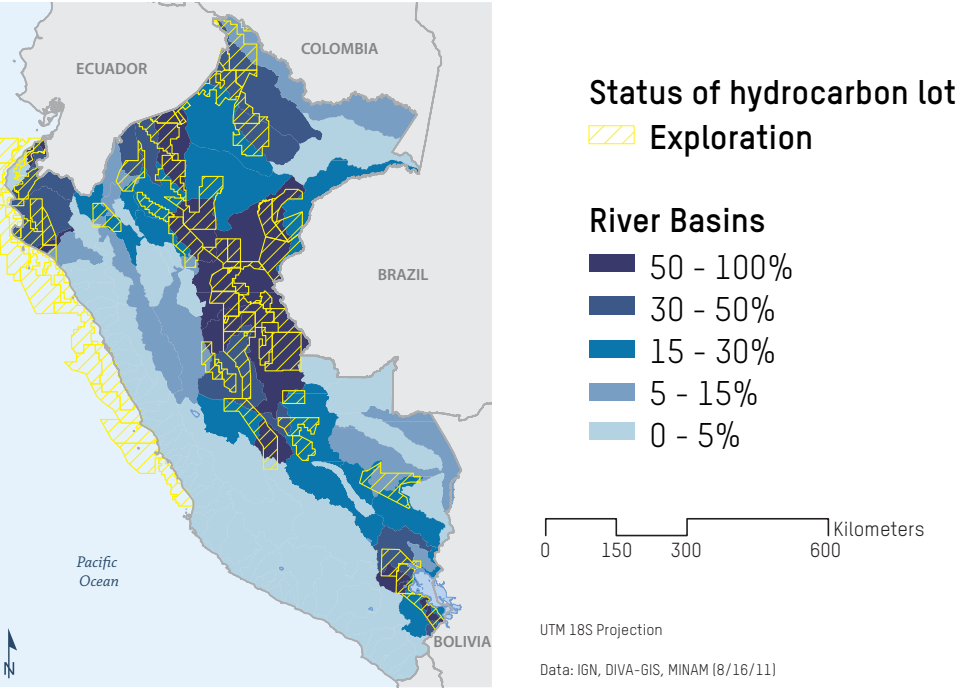 COLOMBIA
ECUADOR
BRAZIL
Pacific
Ocean
BOLIVIA
N
Status of hydrocarbon lot
Exploration
River Basins
50 - 100%
30 - 50%
15 - 30%
5 - 15%
0 - 5%
Kilometers
0 150 300 600
UTM 18S Projection
Data: IGN, DIVA-GIS, MINAM (8/16/11)